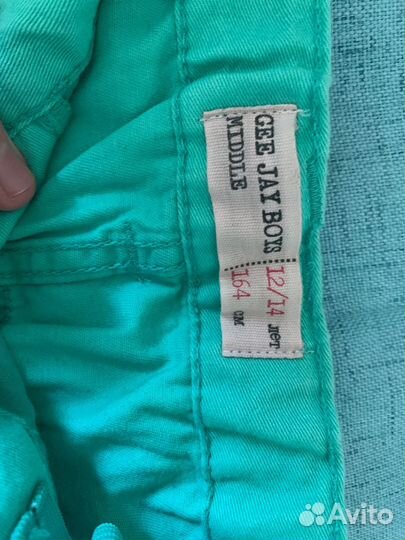 GEE JAY BOYS 12/14 лет
MIDDLE 164 см
Avito